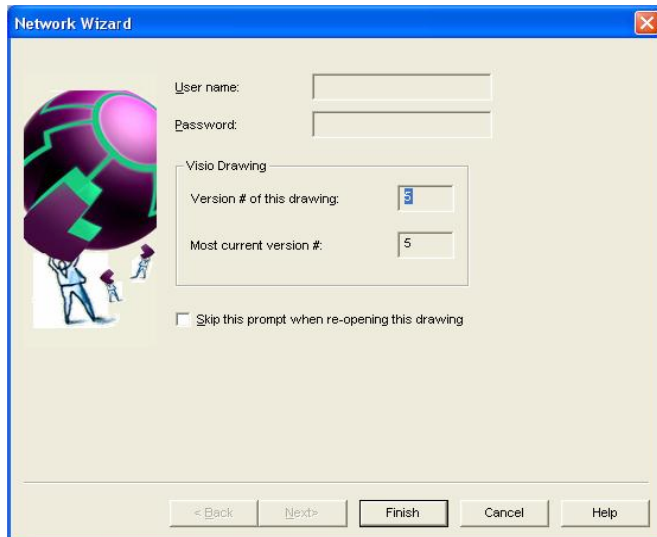 Network Wizard
User name:
Password:
Visio Drawing
Version # of this drawing: 5
Most current version #: 5
Skip this prompt when re-opening this drawing
< Back Next> Finish Cancel Help